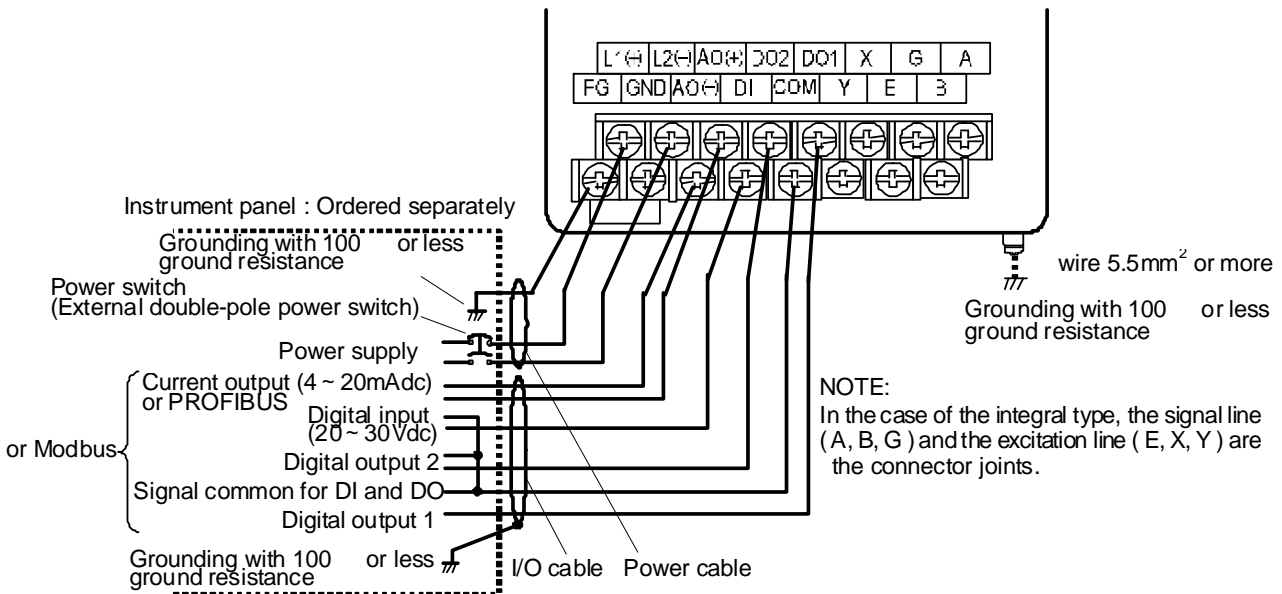 L1(+) L2(-) AO(+) DO2 DO1 X G A
FG GND AO(-) DI COM Y E B
Instrument panel : Ordered separately
Grounding with 100 or less
ground resistance
Power switch
(External double-pole power switch)
Power supply
Current output (4 ~ 20mAdc)
or PROFIBUS
Digital input
(20 ~ 30Vdc)
or Modbus
Digital output 2
Signal common for DI and DO
Digital output 1
Grounding with 100 or less
ground resistance
I/O cable Power cable
wire 5.5mm² or more
Grounding with 100 or less
ground resistance
NOTE:
In the case of the integral type, the signal line
( A, B, G ) and the excitation line ( E, X, Y ) are
the connector joints.